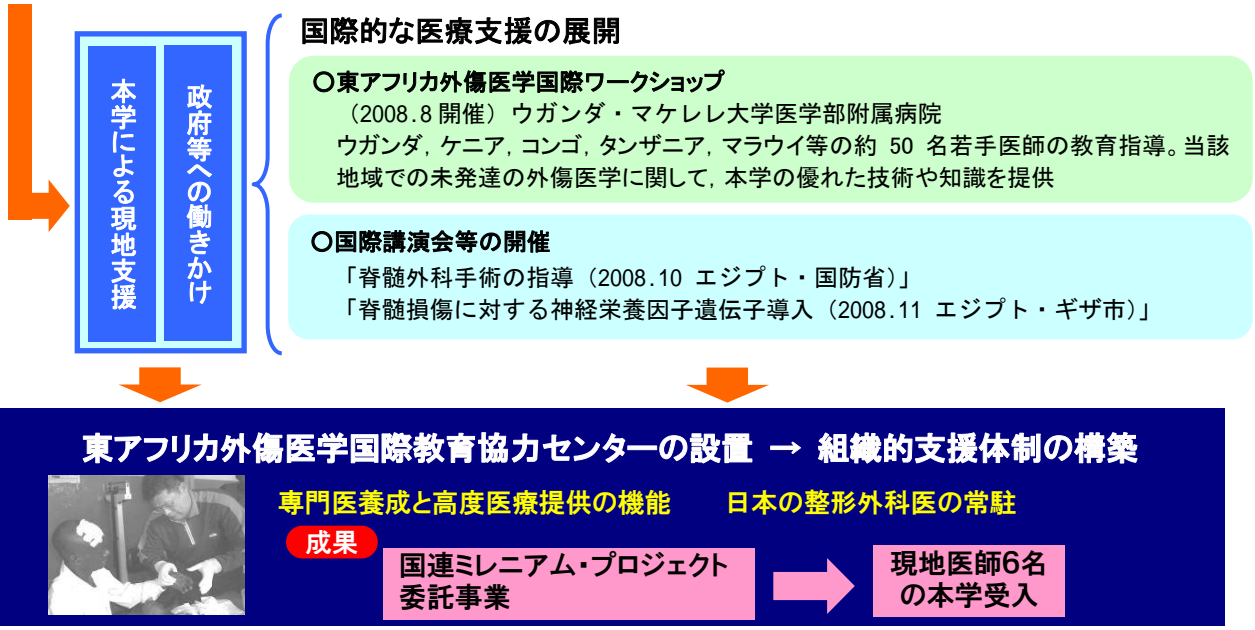 国際的な医療支援の展開
本学による現地支援
政府等への働きかけ
〇東アフリカ外傷医学国際ワークショップ
（2008.8開催）ウガンダ・マケレレ大学医学部附属病院
ウガンダ，ケニア，コンゴ，タンザニア，マラウイ等の約 50 名若手医師の教育指導。当該
地域での未発達の外傷医学に関して，本学の優れた技術や知識を提供
〇国際講演会等の開催
「脊髄外科手術の指導（2008.10 エジプト・国防省）」
「脊髄損傷に対する神経栄養因子遺伝子導入（2008.11 エジプト・ギザ市）」
東アフリカ外傷医学国際教育協力センターの設置 → 組織的支援体制の構築
専門医養成と高度医療提供の機能 日本の整形外科医の常駐
成果
国連ミレニアム・プロジェクト
委託事業
現地医師６名
の本学受入